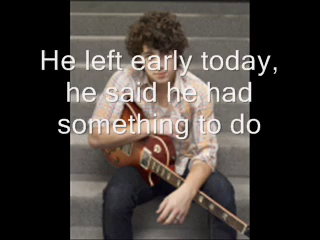 He left early today,
he said he had
something to do